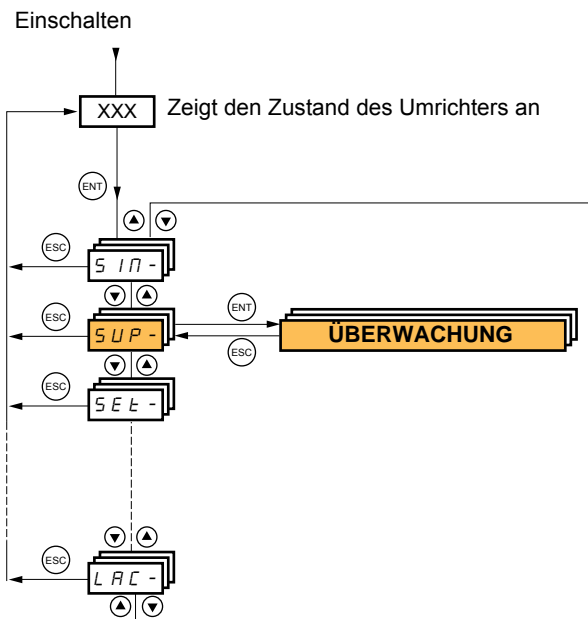 Einschalten
XXX Zeigt den Zustand des Umrichters an
ENT
ESC
SIM-
ESC
SUP-
ENT
ESC
ÜBERWACHUNG
ESC
SEt-
ESC
LAC-